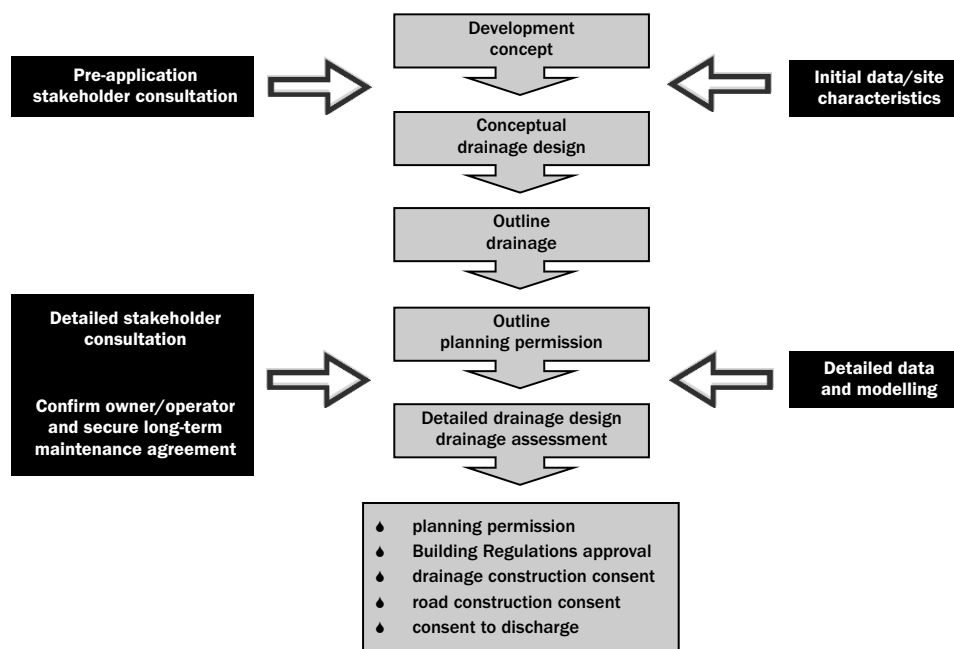 Development
concept
Pre-application
stakeholder consultation
Initial data/site
characteristics
Conceptual
drainage design
Outline
drainage
Detailed stakeholder
consultation
Confirm owner/operator
and secure long-term
maintenance agreement
Outline
planning permission
Detailed data
and modelling
Detailed drainage design
drainage assessment
planning permission
Building Regulations approval
drainage construction consent
road construction consent
consent to discharge